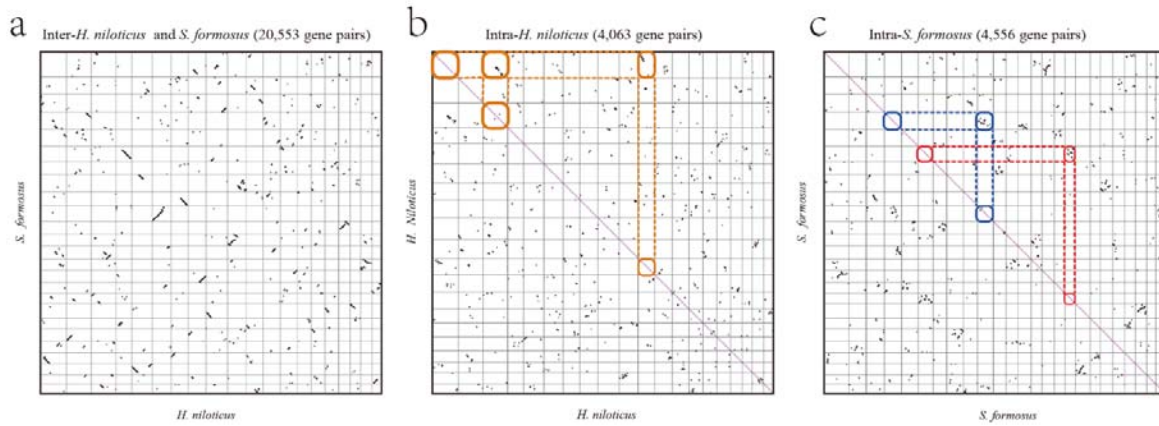 a
Inter-H. niloticus and S. formosus (20,553 gene pairs)
S. formosus
H. niloticus
b
Intra-H. niloticus (4,063 gene pairs)
H. Niloticus
H. niloticus
c
Intra-S. formosus (4,556 gene pairs)
S. formosus
S. formosus